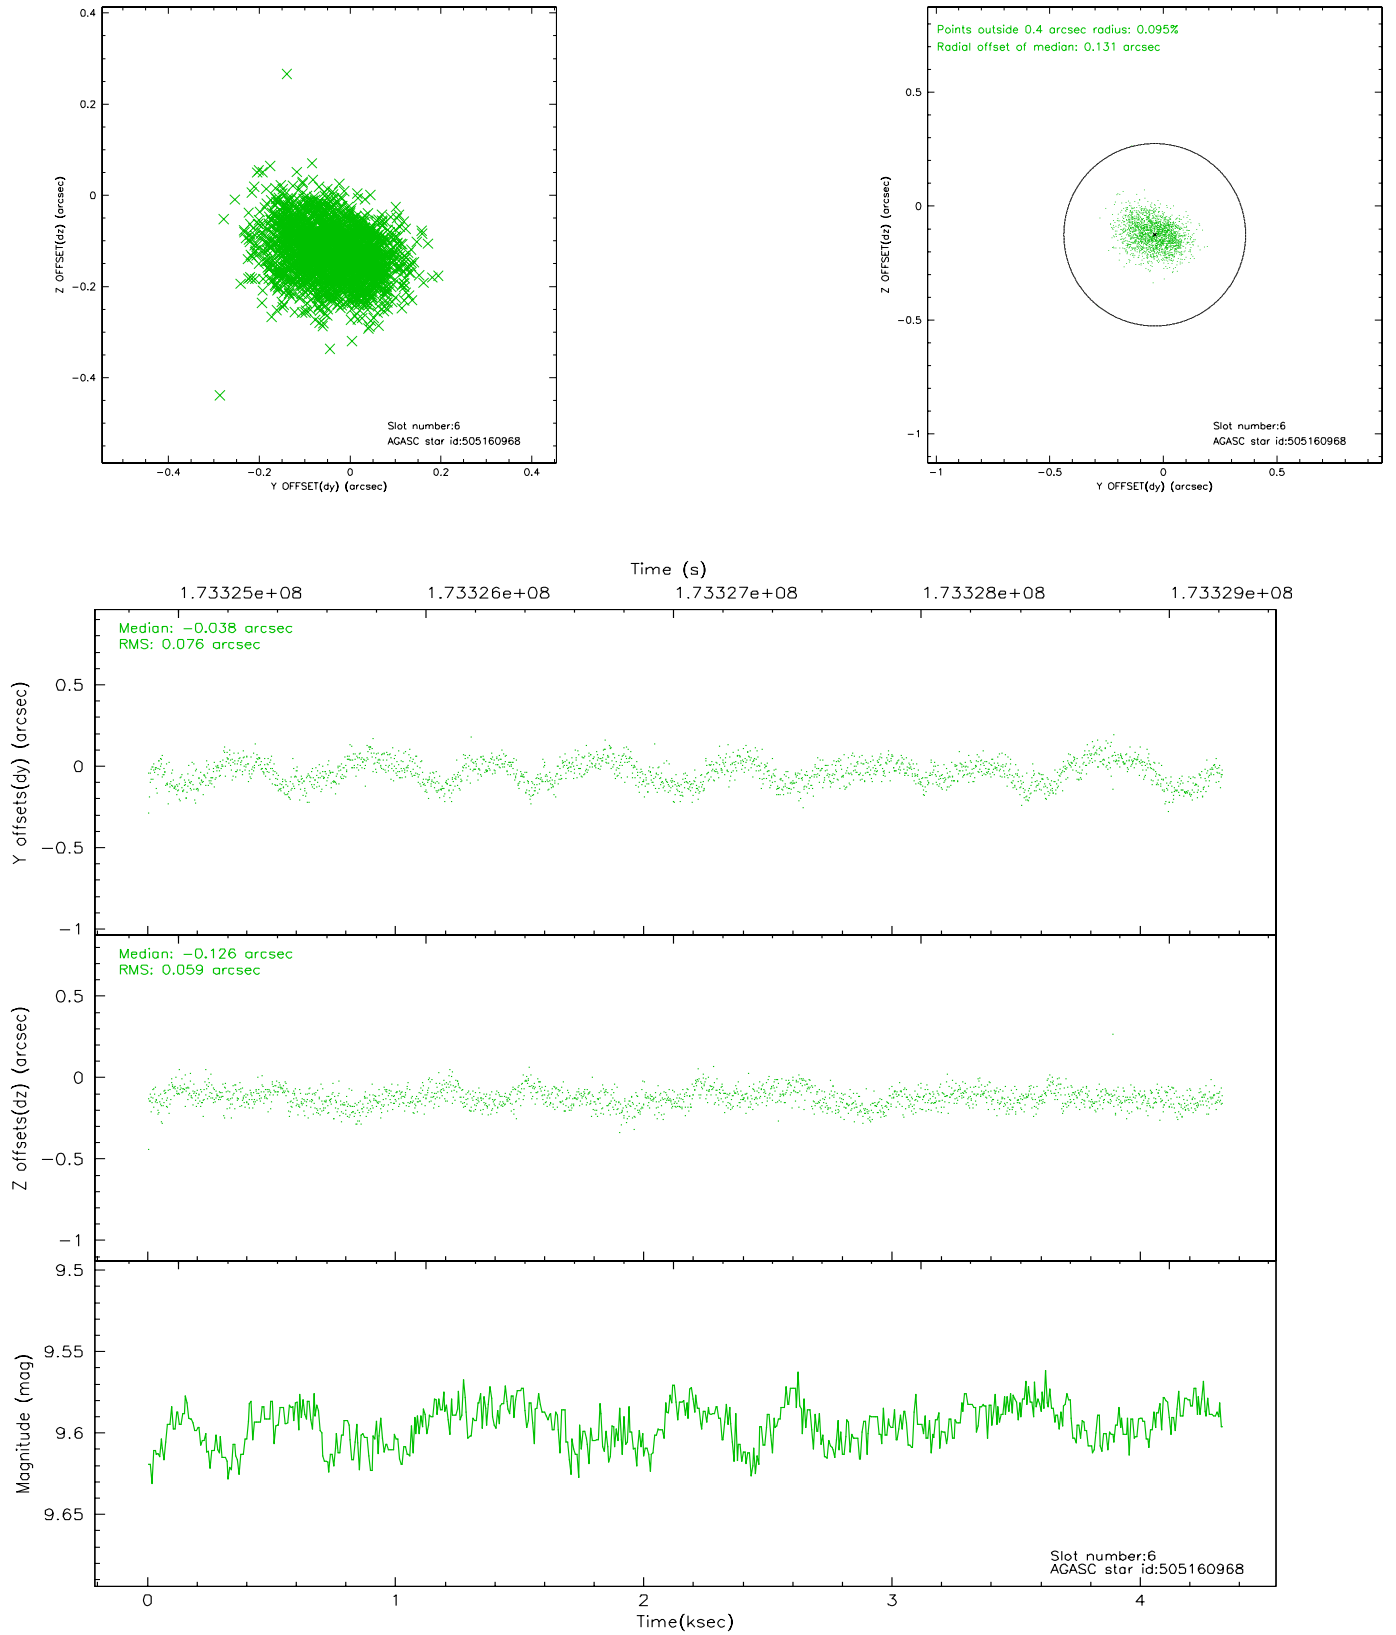 0.4
0.2
0
−0.2
−0.4
Z OFFSET(dz) (arcsec)
Slot number:6
AGASC star id:505160968
−0.4 −0.2 0 0.2 0.4
Y OFFSET(dy) (arcsec)
Points outside 0.4 arcsec radius: 0.095%
Radial offset of median: 0.131 arcsec
0.5
0
−0.5
−1
Z OFFSET(dz) (arcsec)
Slot number:6
AGASC star id:505160968
−1 −0.5 0 0.5
Y OFFSET(dy) (arcsec)
Time (s)
1.73325e+08 1.73326e+08 1.73327e+08 1.73328e+08 1.73329e+08
Median: −0.038 arcsec
RMS: 0.076 arcsec
0.5
0
−0.5
−1
Y offsets(dy) (arcsec)
Median: −0.126 arcsec
RMS: 0.059 arcsec
0.5
0
−0.5
−1
Z offsets(dz) (arcsec)
9.5
9.55
9.6
9.65
Magnitude (mag)
Slot number:6
AGASC star id:505160968
0 1 2 3 4
Time(ksec)